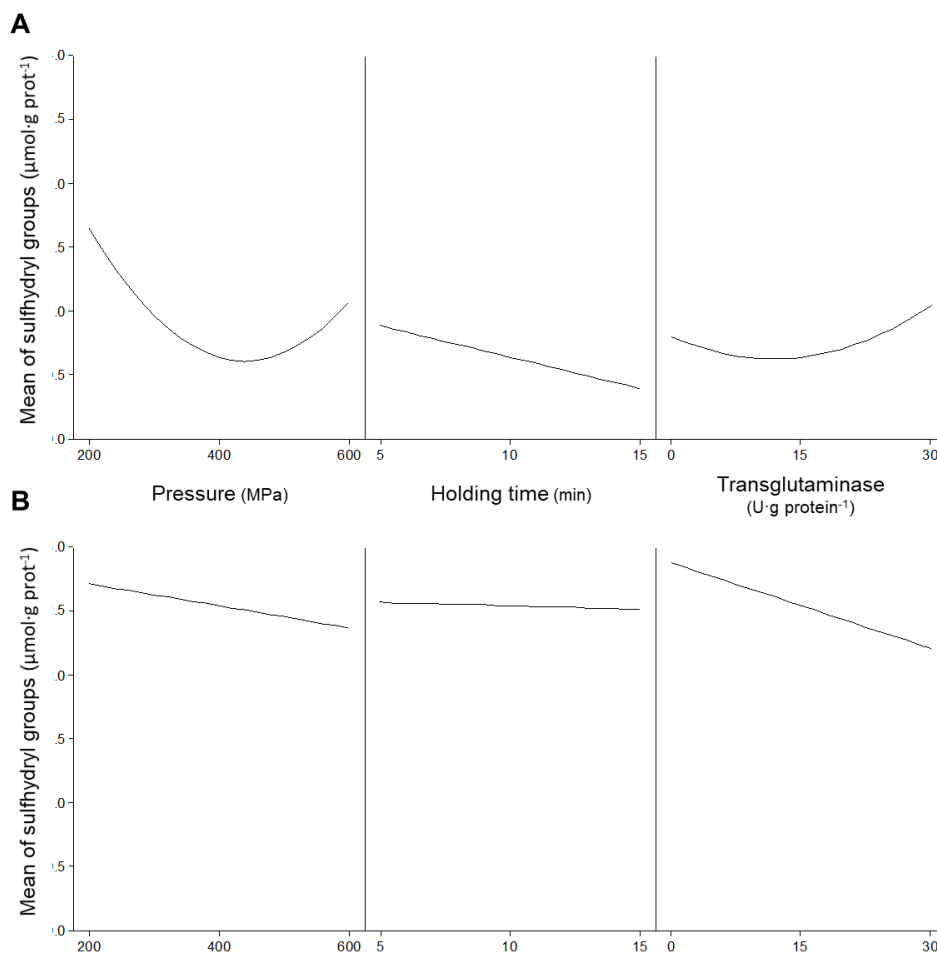 A
Mean of sulfhydryl groups (µmol·g prot⁻¹)
.0
.5
.0
.5
.0
.5
.0
200 400 600 5 10 15 0 15 30
Pressure (MPa)
Holding time (min)
Transglutaminase
(U·g protein⁻¹)
B
Mean of sulfhydryl groups (µmol·g prot⁻¹)
.0
.5
.0
.5
.0
.5
.0
200 400 600 5 10 15 0 15 30